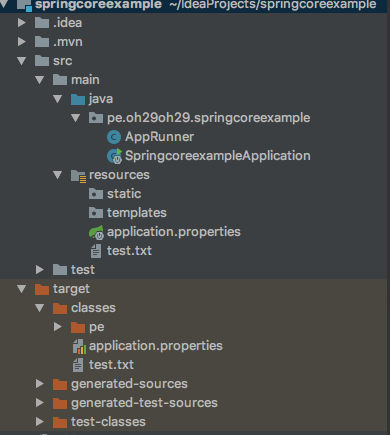 springcoreexample ~/IdeaProjects/springcoreexample
.idea
.mvn
src
main
java
pe.oh29oh29.springcoreexample
AppRunner
SpringcoreexampleApplication
resources
static
templates
application.properties
test.txt
test
target
classes
pe
application.properties
test.txt
generated-sources
generated-test-sources
test-classes